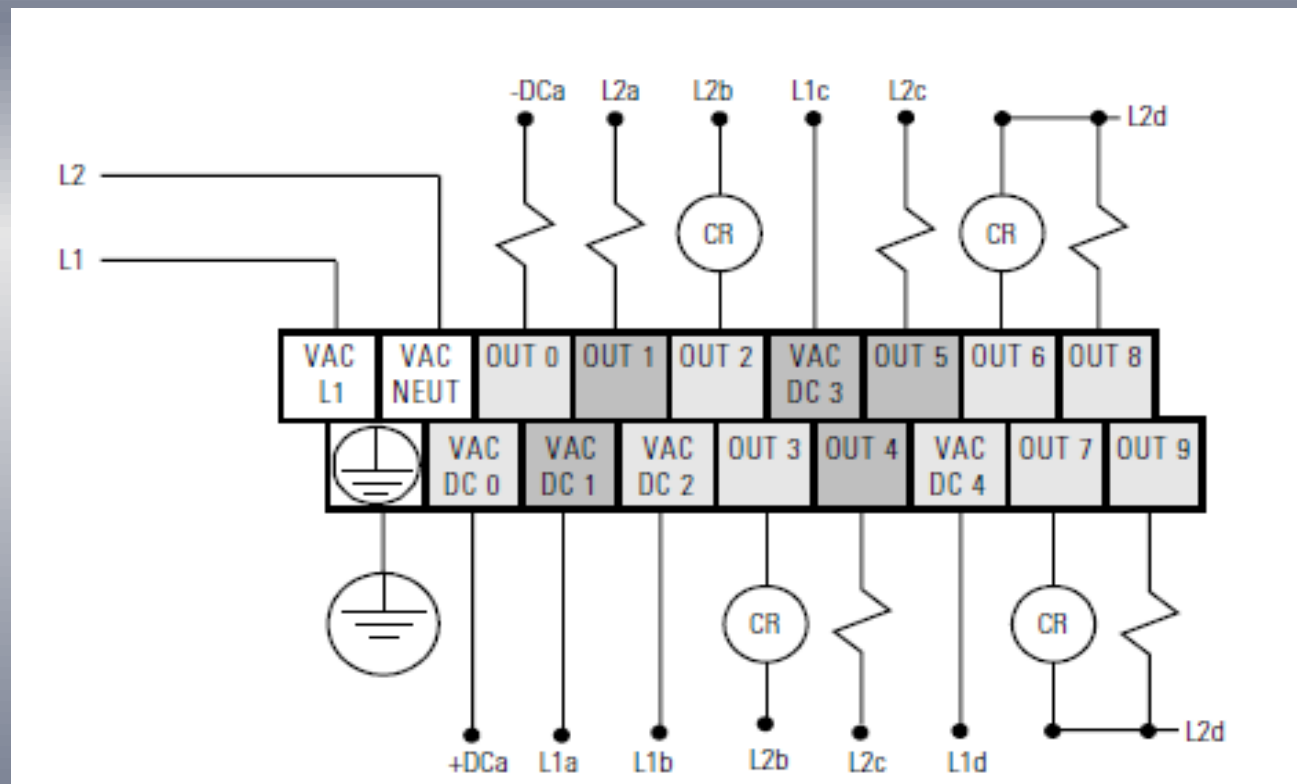 -DCa L2a L2b L1c L2c
L2d
L2
L1
VAC L1
VAC NEUT
OUT 0
OUT 1
OUT 2
VAC DC 3
OUT 5
OUT 6
OUT 8
VAC DC 0
VAC DC 1
VAC DC 2
OUT 3
OUT 4
VAC DC 4
OUT 7
OUT 9
CR
CR
CR
CR
L2d
+DCa L1a L1b L2b L2c L1d